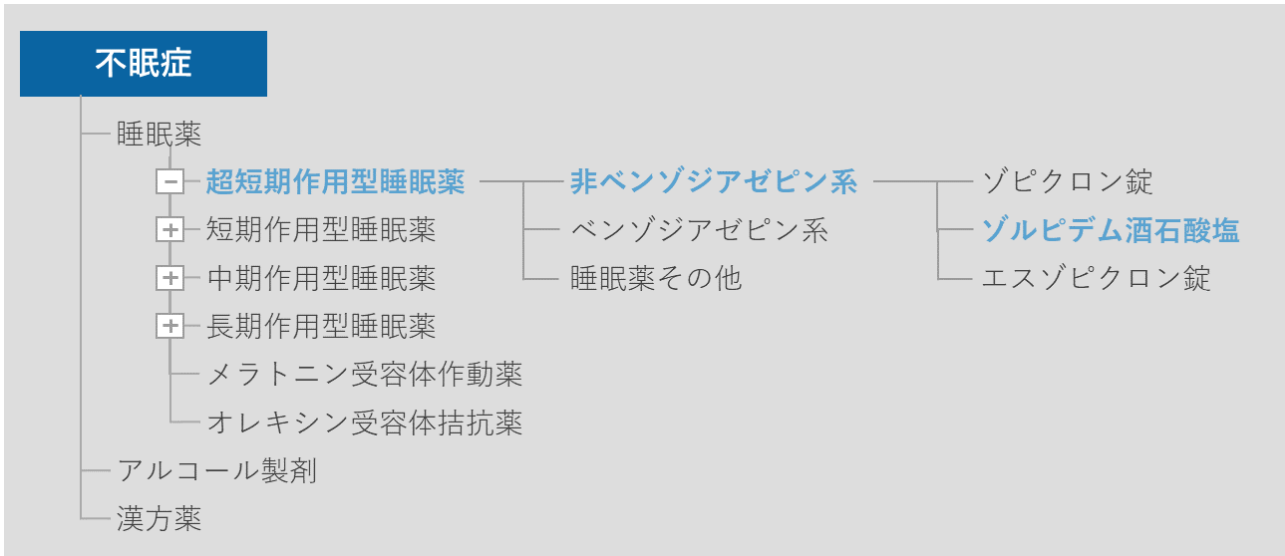 不眠症
睡眠薬
超短期作用型睡眠薬 非ベンゾジアゼピン系 ゾピクロン錠
短期作用型睡眠薬 ベンゾジアゼピン系 ゾルピデム酒石酸塩
中期作用型睡眠薬 睡眠薬その他 エスゾピクロン錠
長期作用型睡眠薬
メラトニン受容体作動薬
オレキシン受容体拮抗薬
アルコール製剤
漢方薬